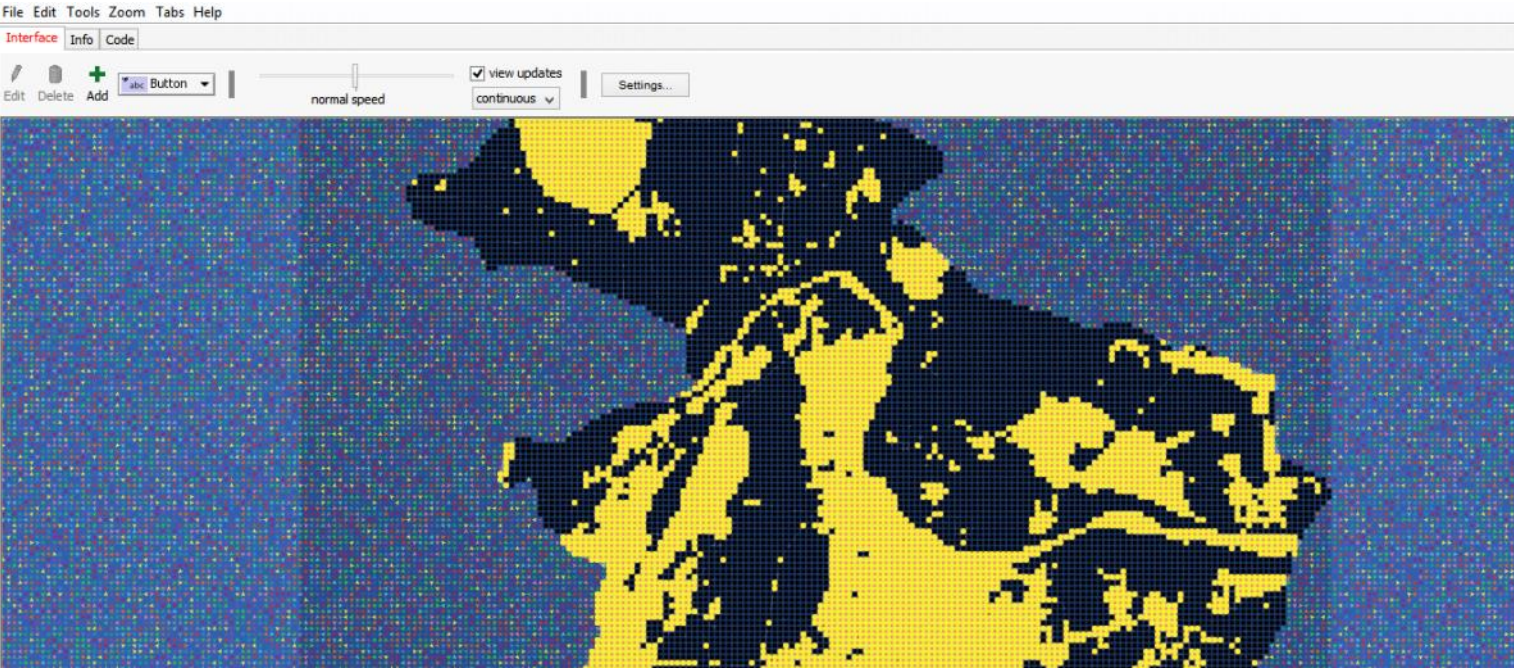 File Edit Tools Zoom Tabs Help
Interface Info Code
Edit Delete Add abc Button normal speed view updates continuous Settings...